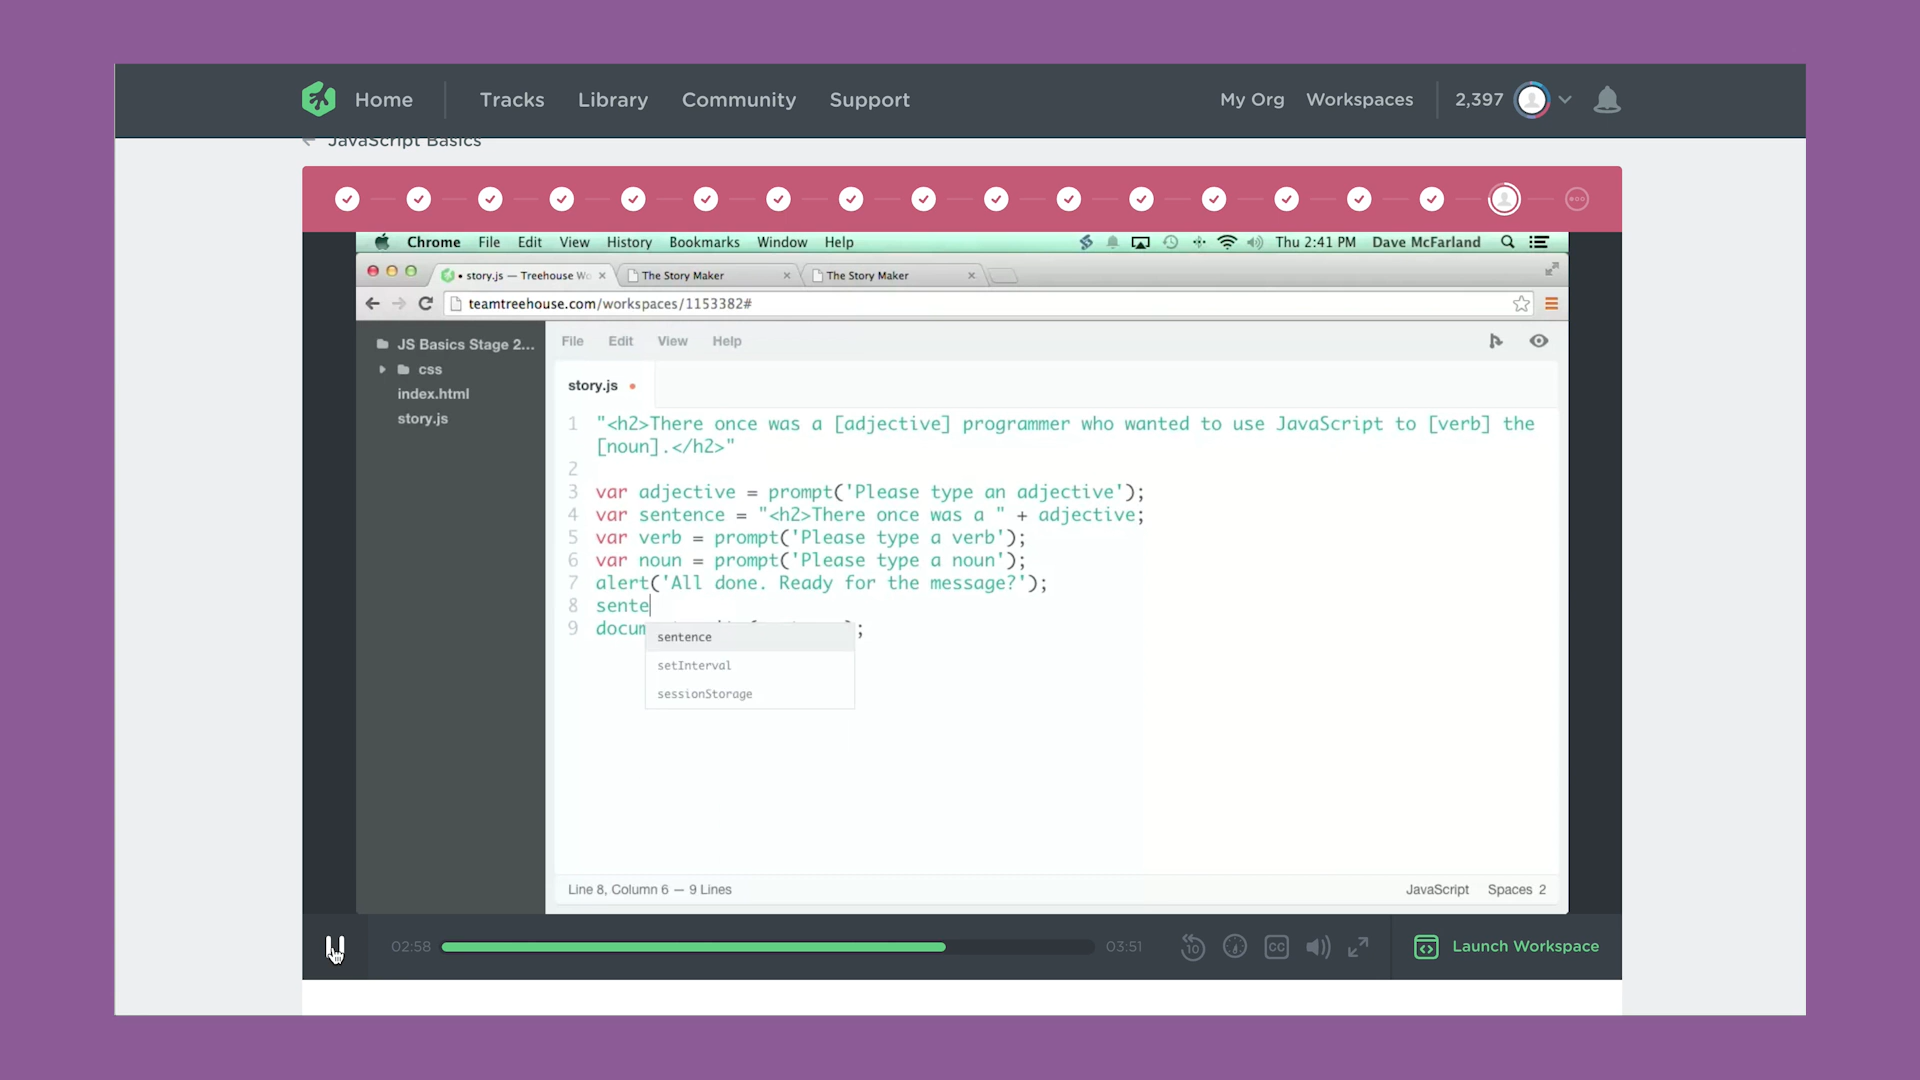 Home Tracks Library Community Support My Org Workspaces 2,397
JavaScript Basics
Chrome File Edit View History Bookmarks Window Help Thu 2:41 PM Dave McFarland
• story.js — Treehouse Wo The Story Maker The Story Maker
teamtreehouse.com/workspaces/1153382#
JS Basics Stage 2...
css
index.html
story.js
File Edit View Help
story.js
1 "<h2>There once was a [adjective] programmer who wanted to use JavaScript to [verb] the
[noun].</h2>"
2
3 var adjective = prompt('Please type an adjective');
4 var sentence = "<h2>There once was a " + adjective;
5 var verb = prompt('Please type a verb');
6 var noun = prompt('Please type a noun');
7 alert('All done. Ready for the message?');
8 sente
9 docum ;
sentence
setInterval
sessionStorage
Line 8, Column 6 — 9 Lines JavaScript Spaces 2
02:58 03:51 10 CC Launch Workspace